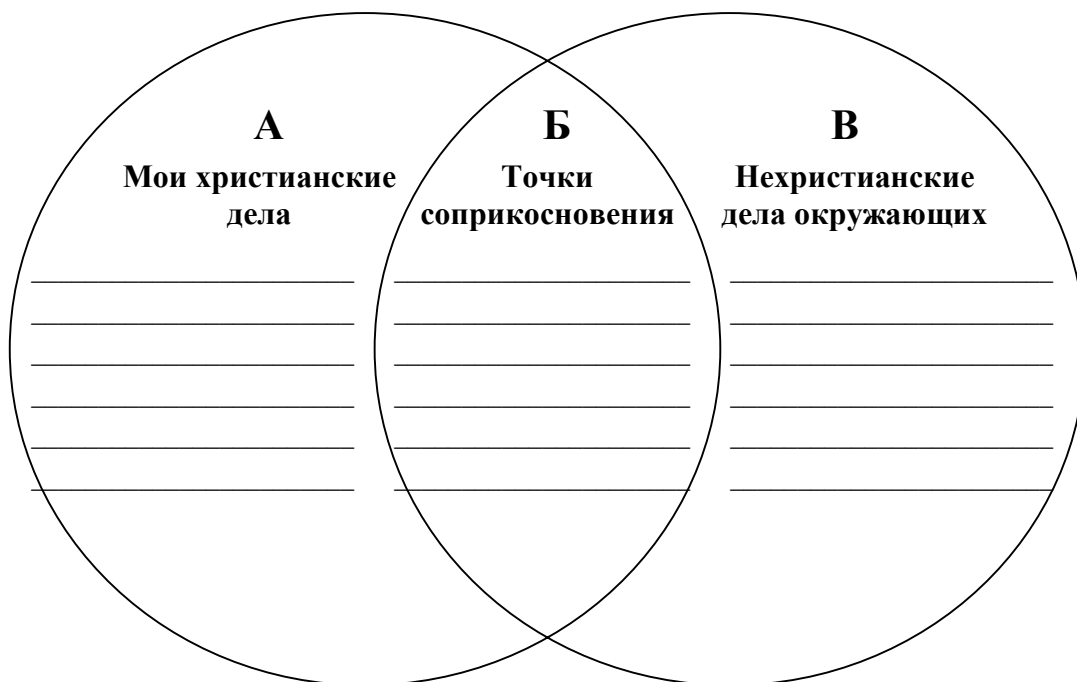 А
Мои христианские
дела
Б
Точки
соприкосновения
В
Нехристианские
дела окружающих